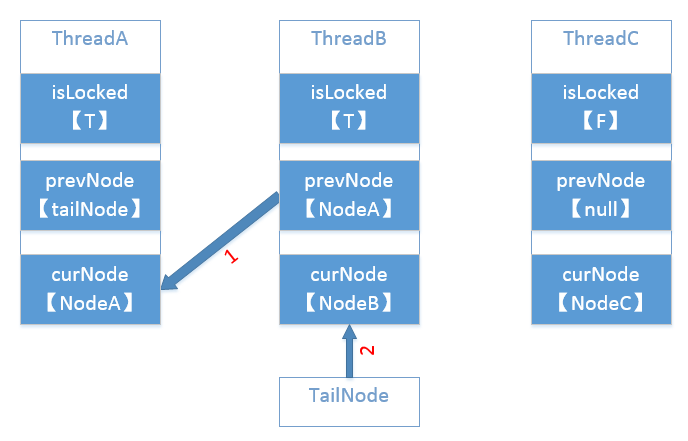 ThreadA
isLocked
【T】
prevNode
【tailNode】
curNode
【NodeA】
ThreadB
isLocked
【T】
prevNode
【NodeA】
curNode
【NodeB】
ThreadC
isLocked
【F】
prevNode
【null】
curNode
【NodeC】
1
2
TailNode